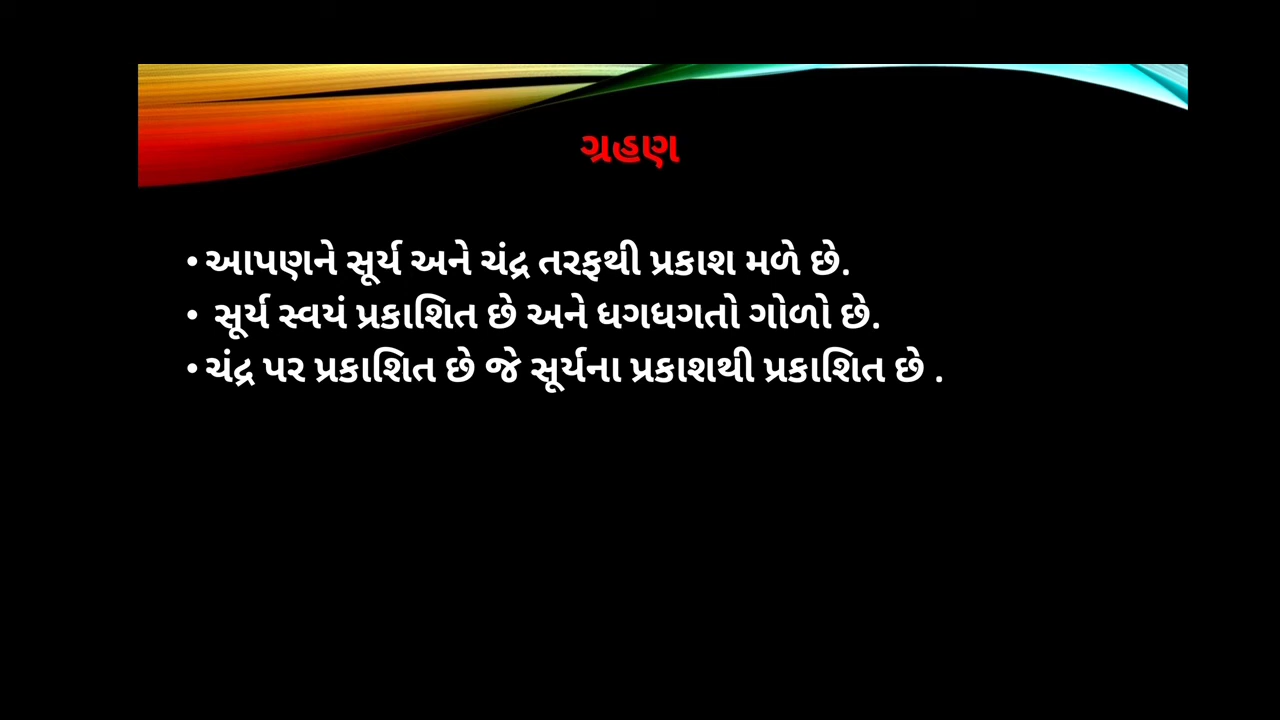 ગ્રહણ
• આપણને સૂર્ય અને ચંદ્ર તરફથી પ્રકાશ મળે છે.
• સૂર્ય સ્વયં પ્રકાશિત છે અને ધગધગતો ગોળો છે.
• ચંદ્ર પર પ્રકાશિત છે જે સૂર્યના પ્રકાશથી પ્રકાશિત છે .